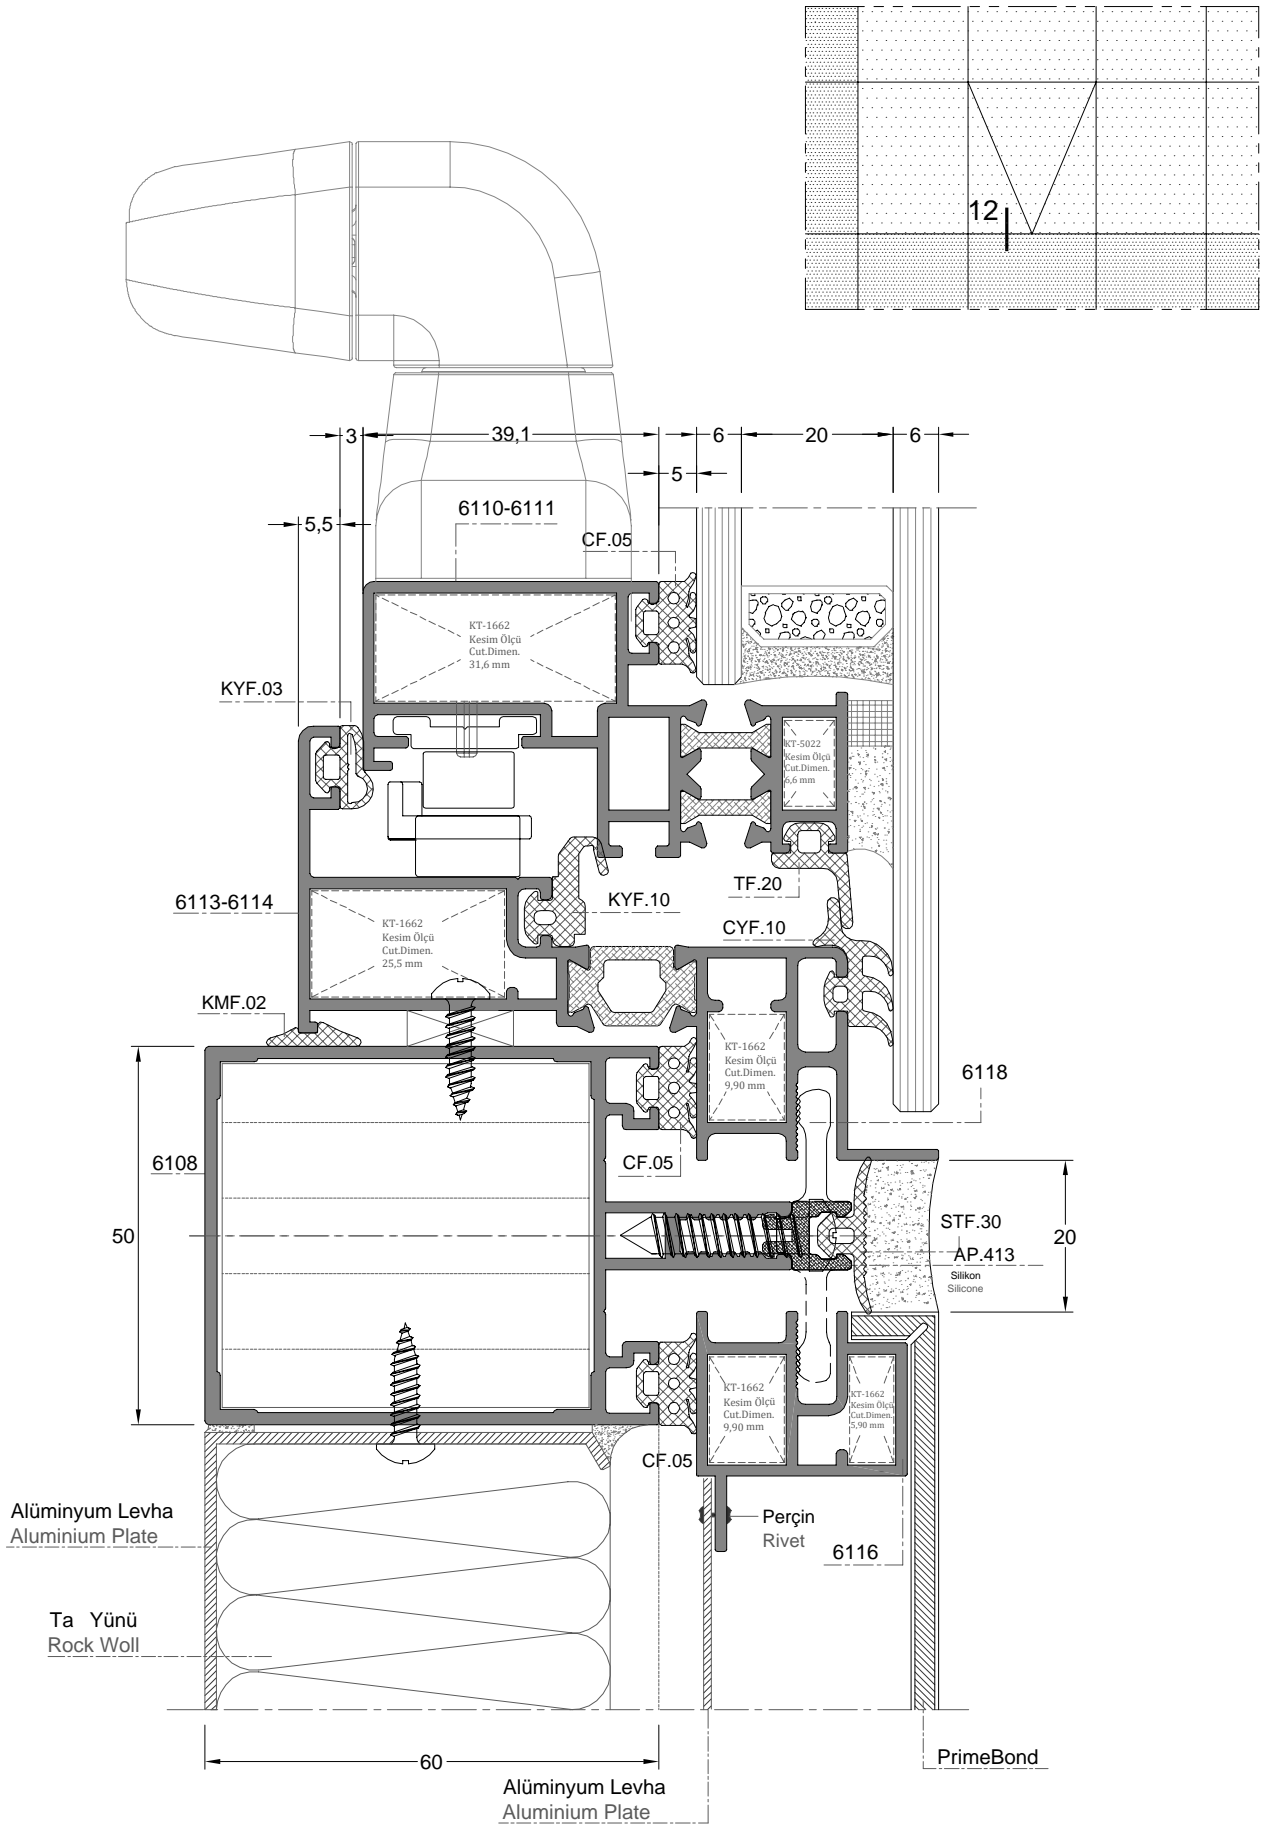 12
3
39,1
6
20
6
5
5,5
6110-6111
CF.05
KT-1662
Kesim Ölçü
Cut.Dimen.
31,6 mm
KYF.03
KT-5022
Kesim Ölçü
Cut.Dimen.
6,6 mm
TF.20
KYF.10
6113-6114
KT-1662
Kesim Ölçü
Cut.Dimen.
25,5 mm
CYF.10
KMF.02
KT-1662
Kesim Ölçü
Cut.Dimen.
9,90 mm
6118
6108
CF.05
50
STF.30
20
AP.413
Silikon
Silicone
KT-1662
Kesim Ölçü
Cut.Dimen.
9,90 mm
KT-1662
Kesim Ölçü
Cut.Dimen.
5,90 mm
CF.05
Alüminyum Levha
Aluminium Plate
Perçin
Rivet
6116
Ta Yünü
Rock Woll
60
PrimeBond
Alüminyum Levha
Aluminium Plate